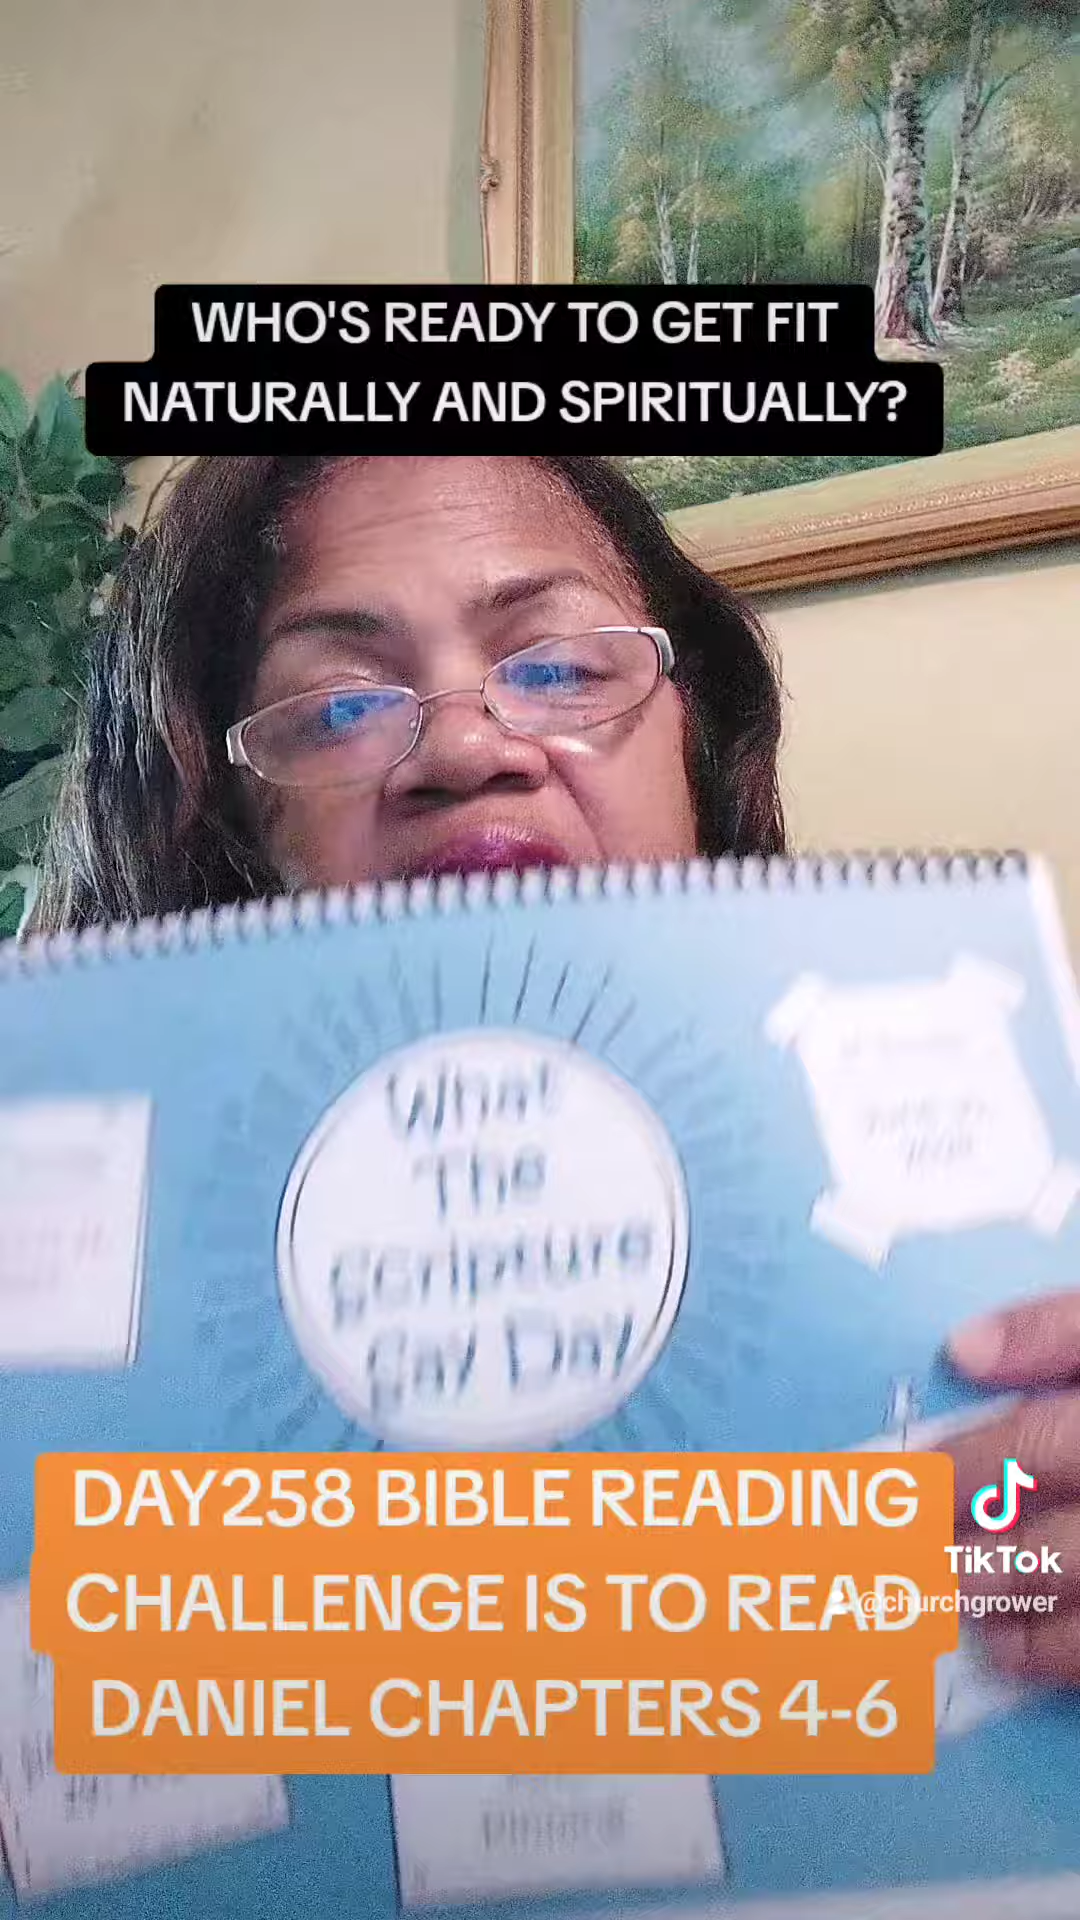 WHO'S READY TO GET FIT
NATURALLY AND SPIRITUALLY?
What
The
Scripture
Say Day
DAY258 BIBLE READING
CHALLENGE IS TO READ
DANIEL CHAPTERS 4-6
TikTok
@churchgrower